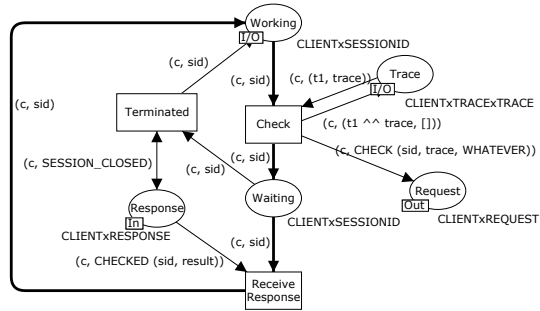 Working
I/O
CLIENTxSESSIONID
(c, sid)
(c, sid)
(c, sid)
(c, (t1, trace))
Trace
I/O
CLIENTxTRACExTRACE
Terminated
Check
(c, (t1 ^^ trace, []))
(c, CHECK (sid, trace, WHATEVER))
(c, SESSION_CLOSED)
(c, sid)
(c, sid)
Request
Out
CLIENTxREQUEST
Response
In
CLIENTxRESPONSE
Waiting
CLIENTxSESSIONID
(c, sid)
(c, CHECKED (sid, result))
Receive
Response